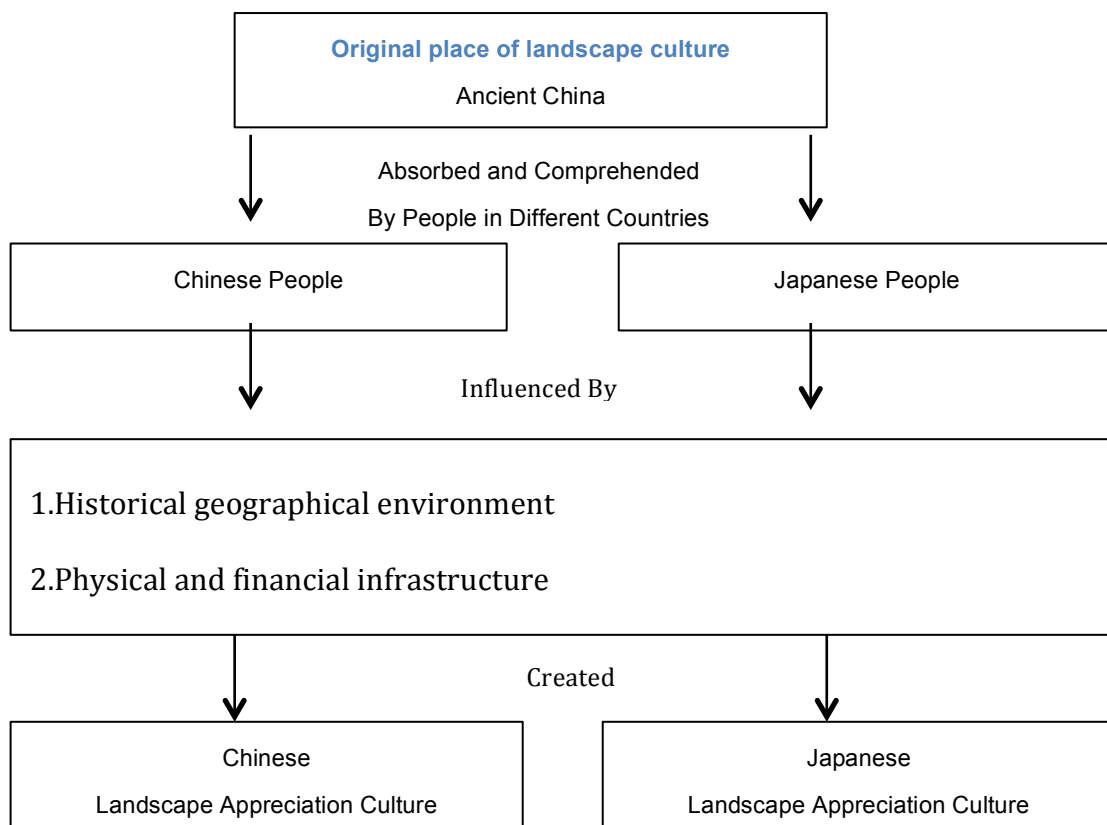 Original place of landscape culture
Ancient China
Absorbed and Comprehended
By People in Different Countries
Chinese People
Japanese People
Influenced By
1.Historical geographical environment
2.Physical and financial infrastructure
Created
Chinese
Landscape Appreciation Culture
Japanese
Landscape Appreciation Culture